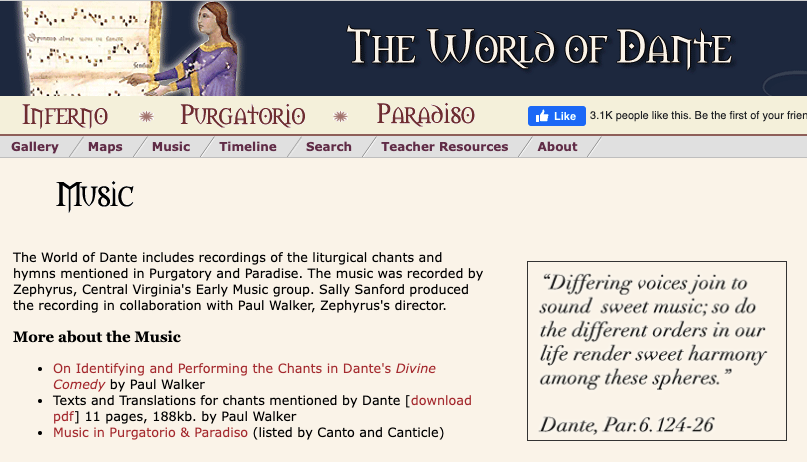 The World of Dante
Inferno Purgatorio Paradiso
Like 3.1K people like this. Be the first of your
Gallery Maps Music Timeline Search Teacher Resources About
Music
The World of Dante includes recordings of the liturgical chants and
hymns mentioned in Purgatory and Paradise. The music was recorded by
Zephyrus, Central Virginia's Early Music group. Sally Sanford produced
the recording in collaboration with Paul Walker, Zephyrus's director.
More about the Music
• On Identifying and Performing the Chants in Dante's Divine
Comedy by Paul Walker
• Texts and Translations for chants mentioned by Dante [download
pdf] 11 pages, 188kb. by Paul Walker
• Music in Purgatorio & Paradiso (listed by Canto and Canticle)
“Differing voices join to
sound sweet music; so do
the different orders in our
life render sweet harmony
among these spheres.”
Dante, Par.6.124-26